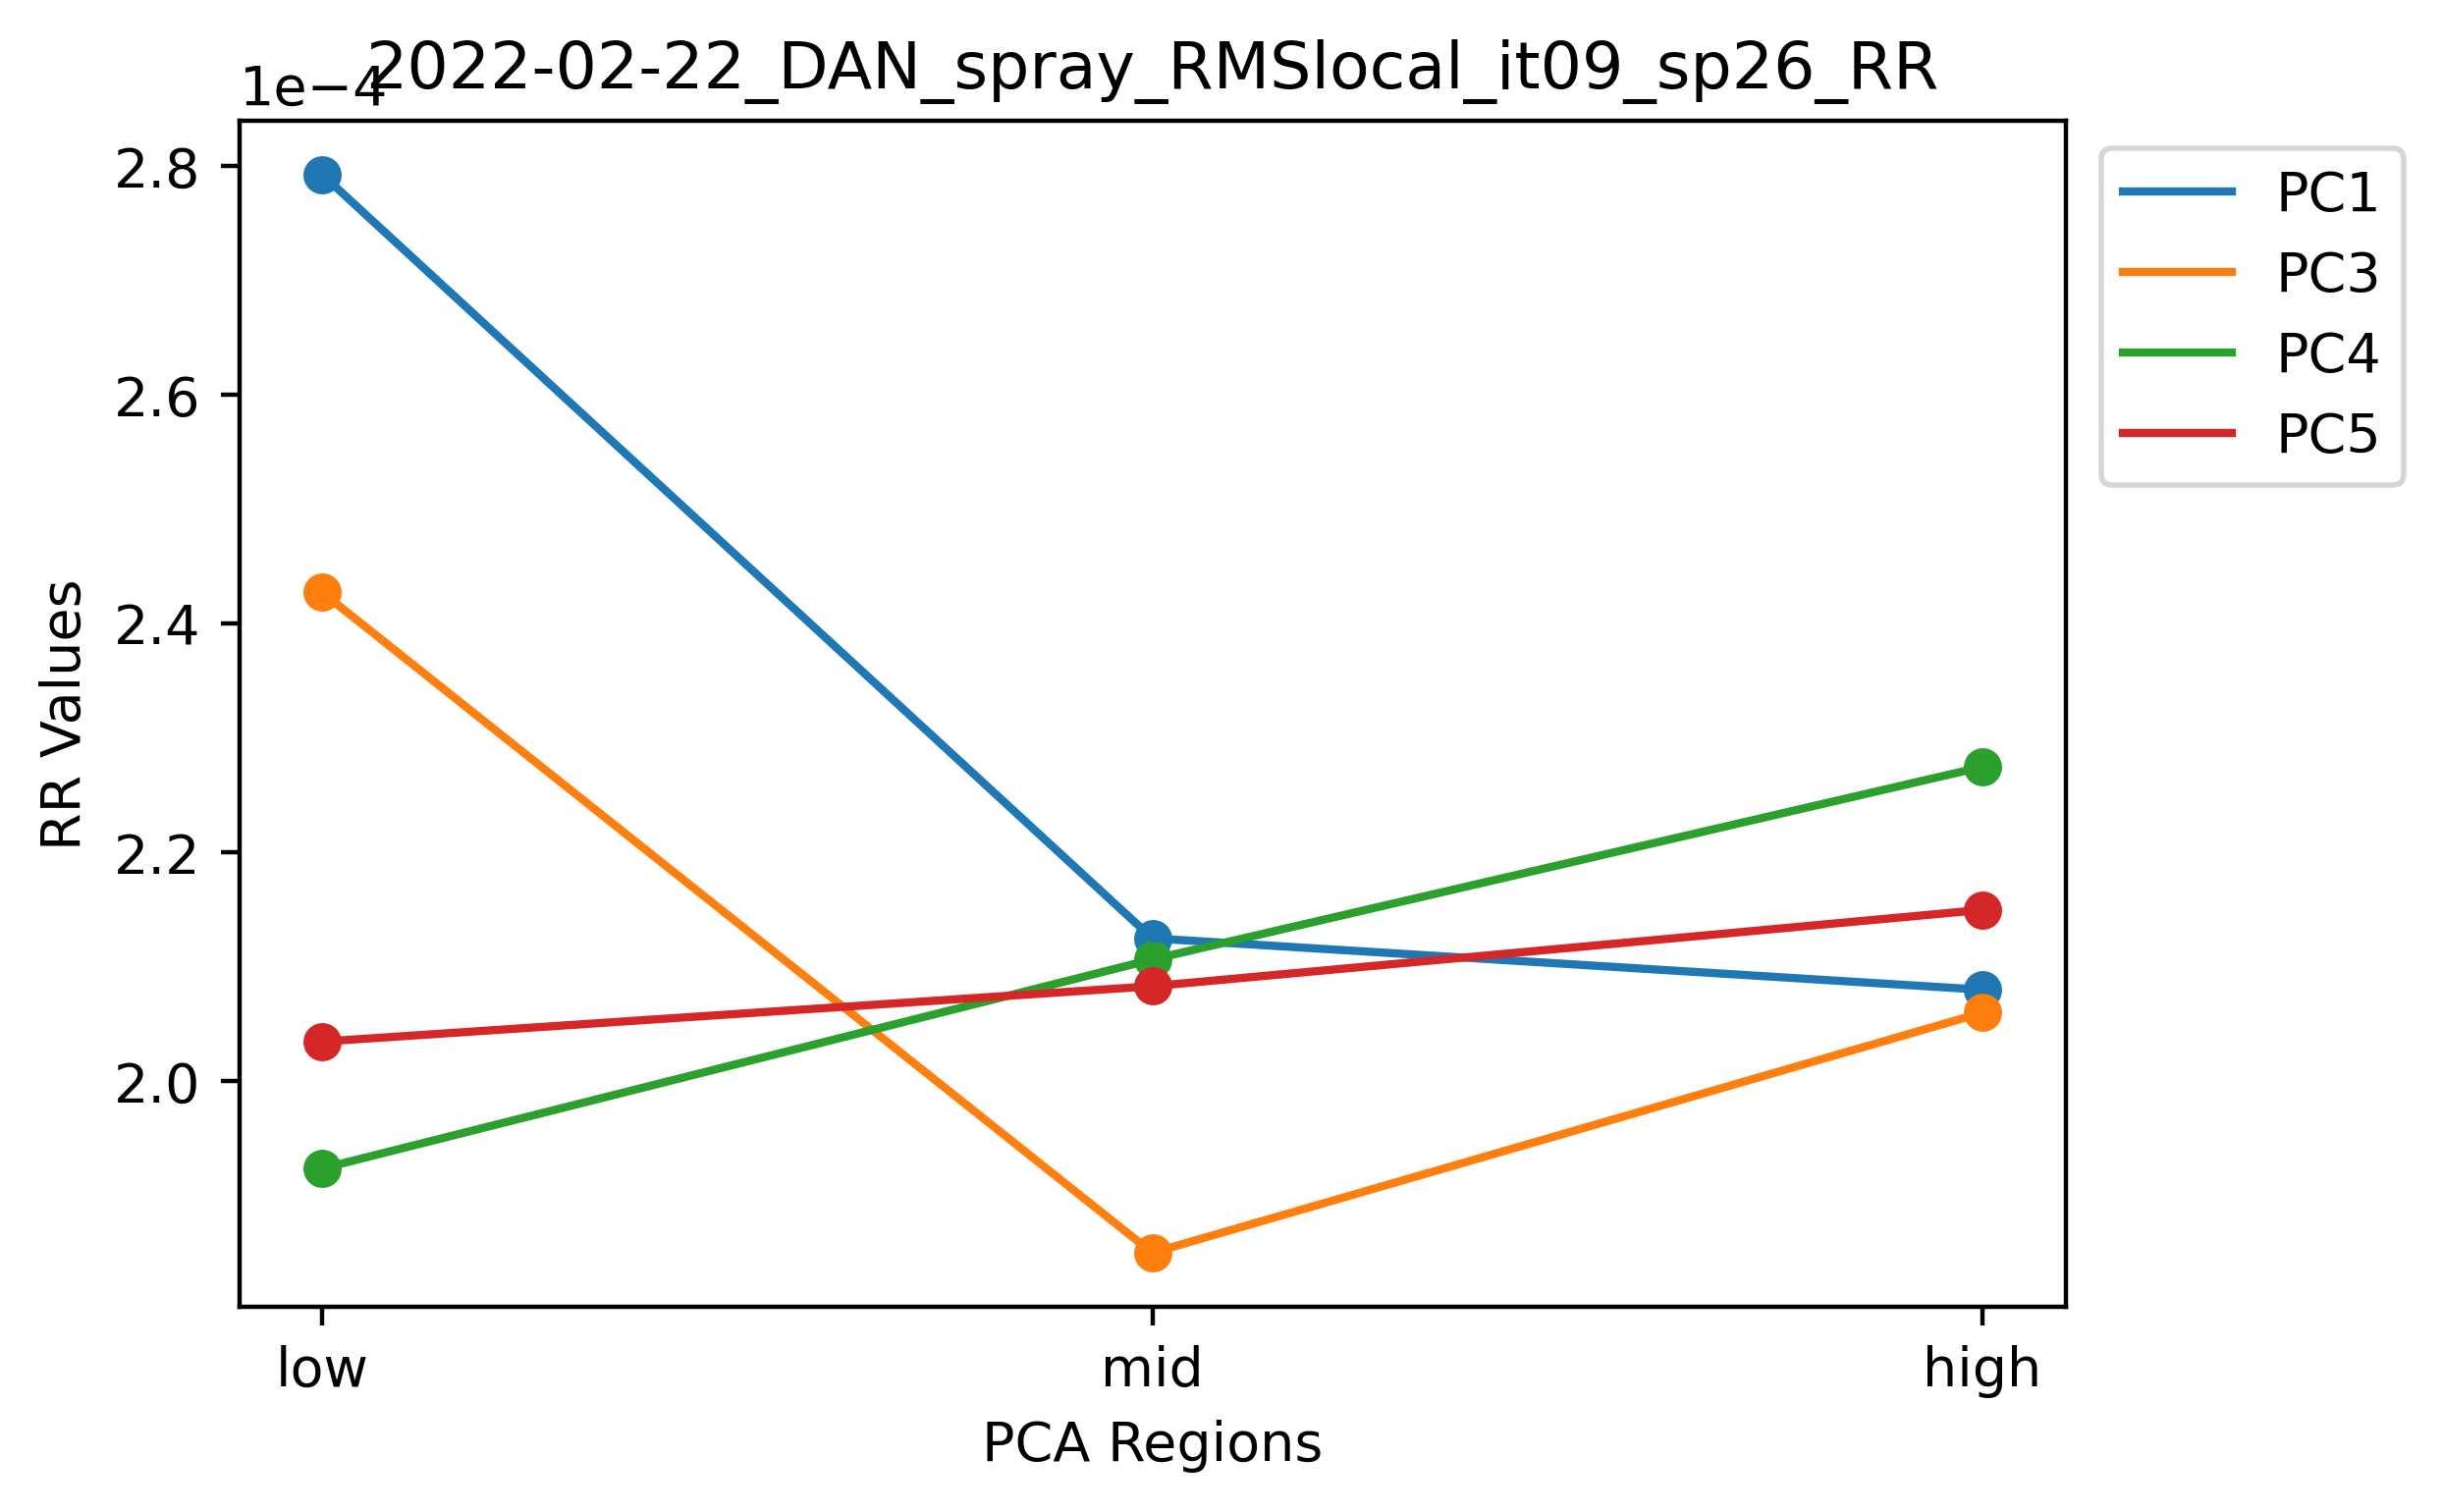 1e−4
2022-02-22_DAN_spray_RMSlocal_it09_sp26_RR
2.8
2.6
2.4
2.2
2.0
RR Values
low
mid
high
PCA Regions
PC1
PC3
PC4
PC5